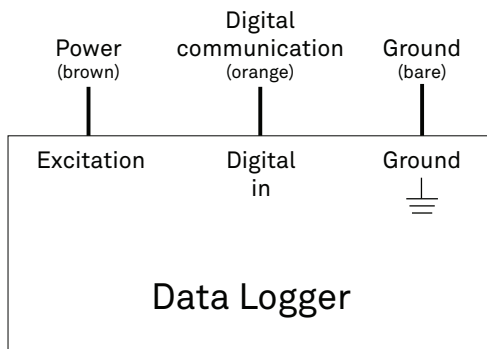 Power
(brown)
Digital
communication
(orange)
Ground
(bare)
Excitation
Digital
in
Ground
Data Logger